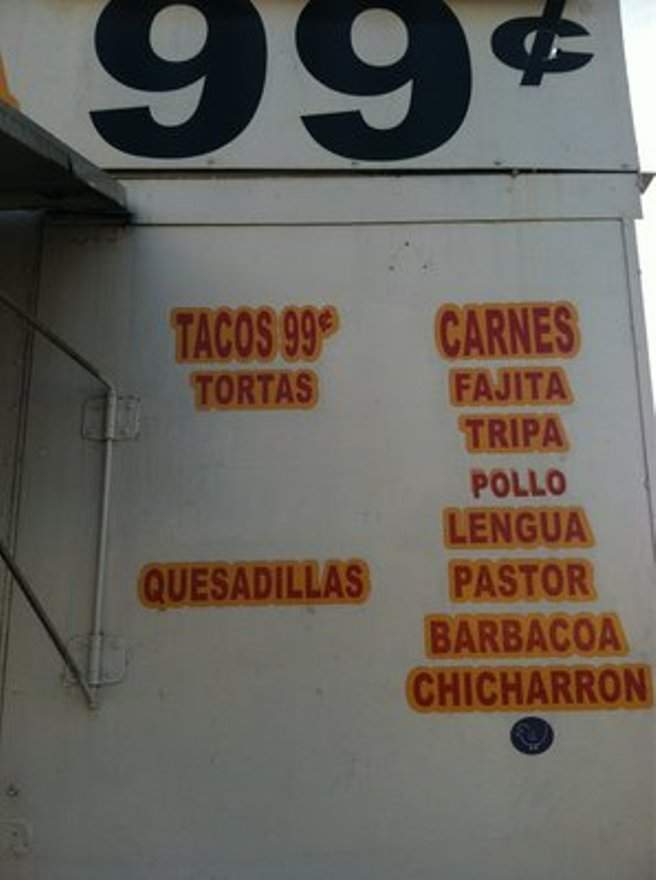 99¢
TACOS 99¢
TORTAS
QUESADILLAS
CARNES
FAJITA
TRIPA
POLLO
LENGUA
PASTOR
BARBACOA
CHICHARRON